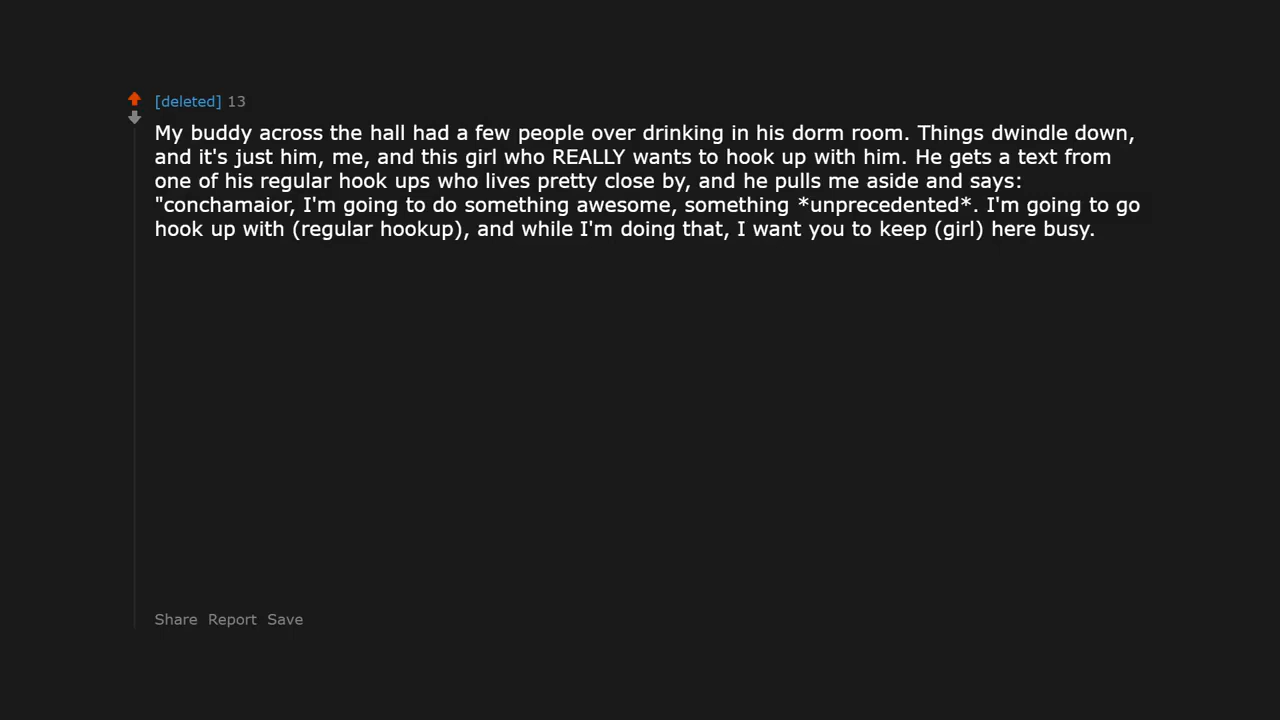 [deleted] 13
My buddy across the hall had a few people over drinking in his dorm room. Things dwindle down,
and it's just him, me, and this girl who REALLY wants to hook up with him. He gets a text from
one of his regular hook ups who lives pretty close by, and he pulls me aside and says:
"conchamaior, I'm going to do something awesome, something *unprecedented*. I'm going to go
hook up with (regular hookup), and while I'm doing that, I want you to keep (girl) here busy.
Share Report Save